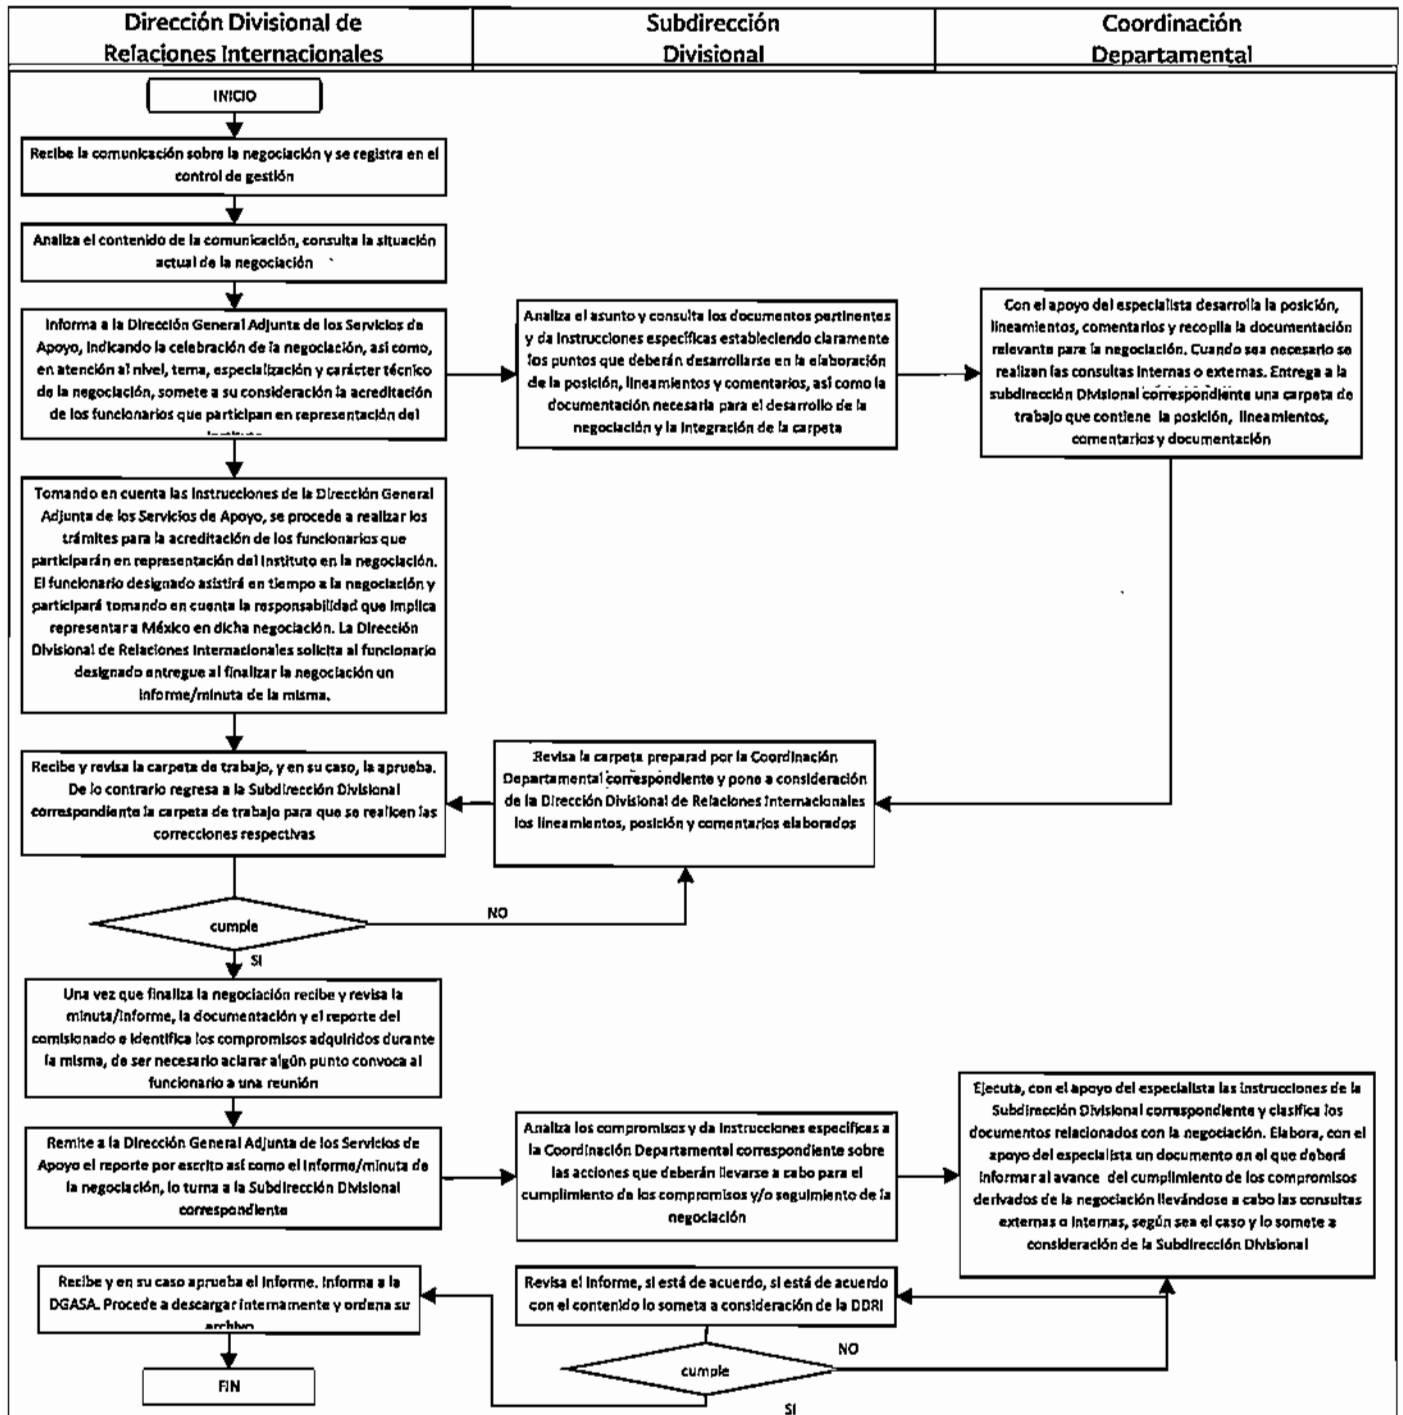 Dirección Divisional de
Relaciones Internacionales
Subdirección
Divisional
Coordinación
Departamental
INICIO
Recibe la comunicación sobre la negociación y se registra en el
control de gestión
Analiza el contenido de la comunicación, consulta la situación
actual de la negociación
Informa a la Dirección General Adjunta de los Servicios de
Apoyo, indicando la celebración de la negociación, así como,
en atención al nivel, tema, especialización y carácter técnico
de la negociación, somete a su consideración la acreditación
de los funcionarios que participan en representación del
Analiza el asunto y consulta los documentos pertinentes
y da instrucciones específicas estableciendo claramente
los puntos que deberán desarrollarse en la elaboración
de la posición, lineamientos y comentarios, así como la
documentación necesaria para el desarrollo de la
negociación y la integración de la carpeta
Con el apoyo del especialista desarrolla la posición,
lineamientos, comentarios y recopila la documentación
relevante para la negociación. Cuando sea necesario se
realizan las consultas internas o externas. Entrega a la
subdirección Divisional correspondiente una carpeta de
trabajo que contiene la posición, lineamientos,
comentarios y documentación
Tomando en cuenta las instrucciones de la Dirección General
Adjunta de los Servicios de Apoyo, se procede a realizar los
trámites para la acreditación de los funcionarios que
participarán en representación del Instituto en la negociación.
El funcionario designado asistirá en tiempo a la negociación y
participará tomando en cuenta la responsabilidad que implica
representar a México en dicha negociación. La Dirección
Divisional de Relaciones Internacionales solicita al funcionario
designado entregue al finalizar la negociación un
informe/minuta de la misma.
Recibe y revisa la carpeta de trabajo, y en su caso, la aprueba.
De lo contrario regresa a la Subdirección Divisional
correspondiente la carpeta de trabajo para que se realicen las
correcciones respectivas
Revisa la carpeta preparad por la Coordinación
Departamental correspondiente y pone a consideración
de la Dirección Divisional de Relaciones Internacionales
los lineamientos, posición y comentarios elaborados
cumple
NO
SI
Una vez que finaliza la negociación recibe y revisa la
minuta/informe, la documentación y el reporte del
comisionado e identifica los compromisos adquiridos durante
la misma, de ser necesario aclarar algún punto convoca al
funcionario a una reunión
Remite a la Dirección General Adjunta de los Servicios de
Apoyo el reporte por escrito así como el informe/minuta de
la negociación, lo turna a la Subdirección Divisional
correspondiente
Analiza los compromisos y da instrucciones específicas a
la Coordinación Departamental correspondiente sobre
las acciones que deberán llevarse a cabo para el
cumplimiento de los compromisos y/o seguimiento de la
negociación
Ejecuta, con el apoyo del especialista las instrucciones de la
Subdirección Divisional correspondiente y clasifica los
documentos relacionados con la negociación. Elabora, con el
apoyo del especialista un documento en el que deberá
informar al avance del cumplimiento de los compromisos
derivados de la negociación llevándose a cabo las consultas
externas o internas, según sea el caso y lo somete a
consideración de la Subdirección Divisional
Recibe y en su caso aprueba el informe. Informa a la
DGASA. Procede a descargar internamente y ordena su
archivo
Revisa el informe, si está de acuerdo, si está de acuerdo
con el contenido lo someta a consideración de la DDRI
NO
cumple
SI
FIN